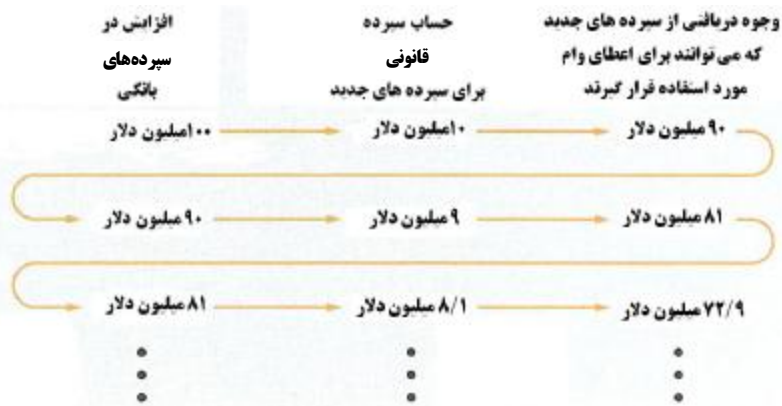 وجوه دریافتی از سپرده های جدید
که می توانند برای اعطای وام
مورد استفاده قرار گیرند
حساب سپرده
قانونی
برای سپرده های جدید
افزایش در
سپرده‌های
بانکی
۹۰ میلیون دلار
۱۰میلیون دلار
۱۰۰میلیون دلار
۸۱ میلیون دلار
۹ میلیون دلار
۹۰ میلیون دلار
۷۲/۹ میلیون دلار
۸/۱ میلیون دلار
۸۱ میلیون دلار